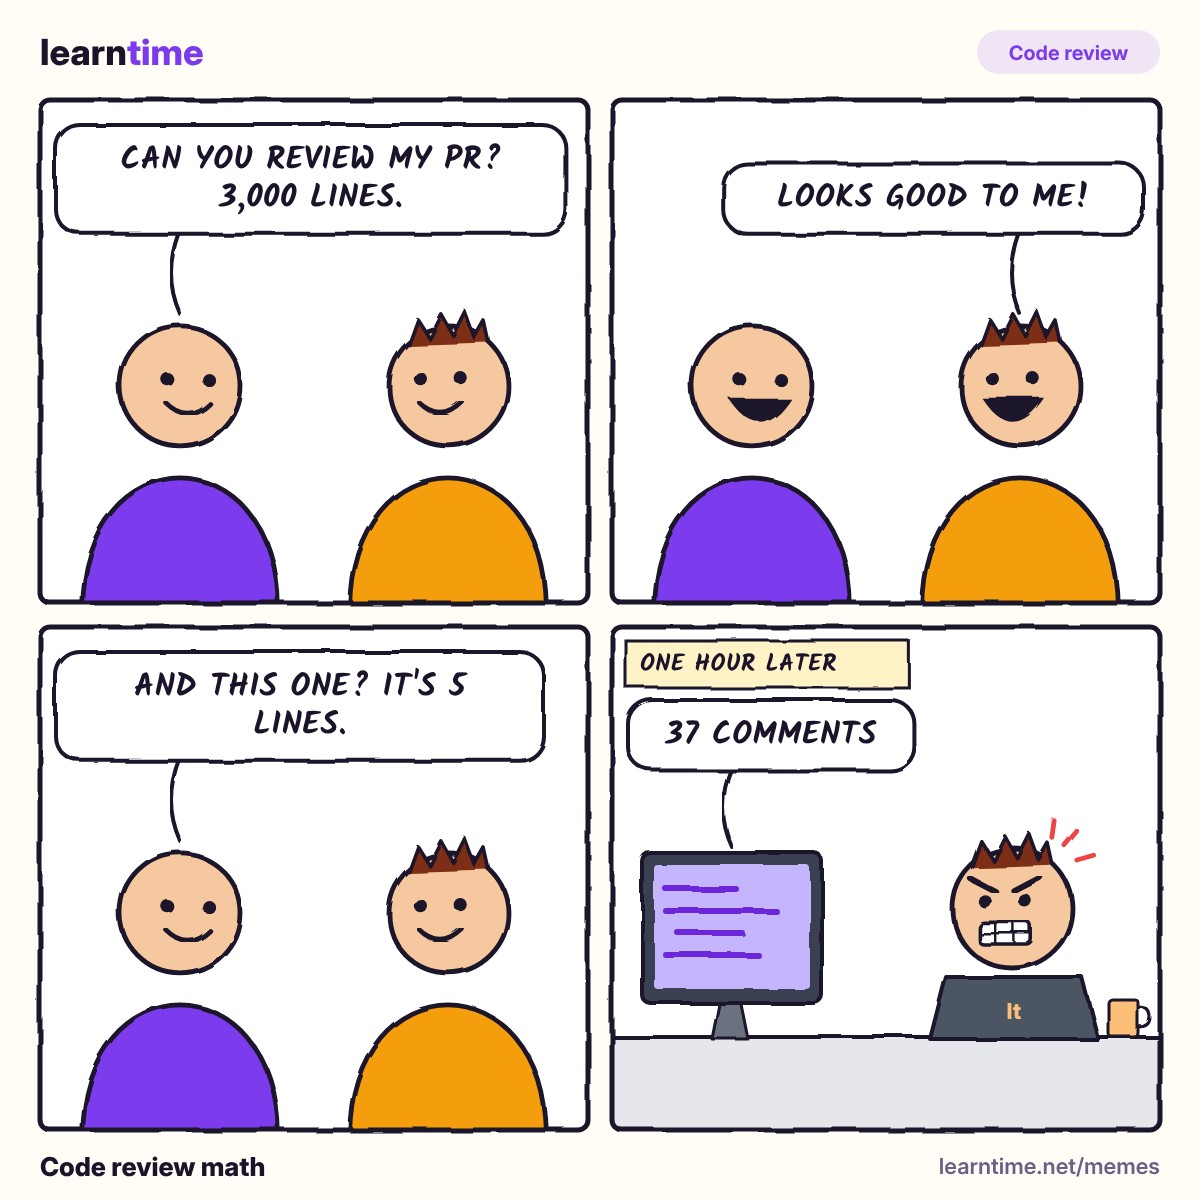 learntime
Code review
CAN YOU REVIEW MY PR?
3,000 LINES.
LOOKS GOOD TO ME!
AND THIS ONE? IT'S 5
LINES.
ONE HOUR LATER
37 COMMENTS
lt
Code review math
learntime.net/memes